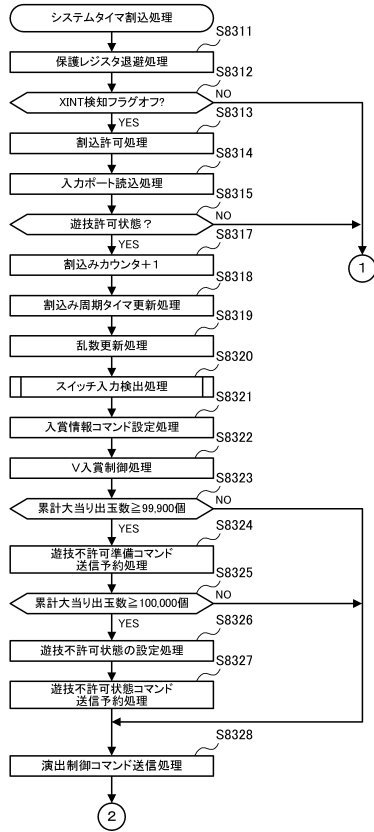 システムタイマ割込処理
S8311
保護レジスタ退避処理
S8312
XINT検知フラグオフ?
NO
YES
S8313
割込許可処理
S8314
入力ポート読込処理
S8315
遊技許可状態？
NO
YES
S8317
1
割込みカウンタ＋1
S8318
割込み周期タイマ更新処理
S8319
乱数更新処理
S8320
スイッチ入力検出処理
S8321
入賞情報コマンド設定処理
S8322
V入賞制御処理
S8323
累計大当り出玉数≧99,900個
NO
YES
S8324
遊技不許可準備コマンド
送信予約処理
S8325
累計大当り出玉数≧100,000個
NO
YES
S8326
遊技不許可状態の設定処理
S8327
遊技不許可状態コマンド
送信予約処理
S8328
演出制御コマンド送信処理
2